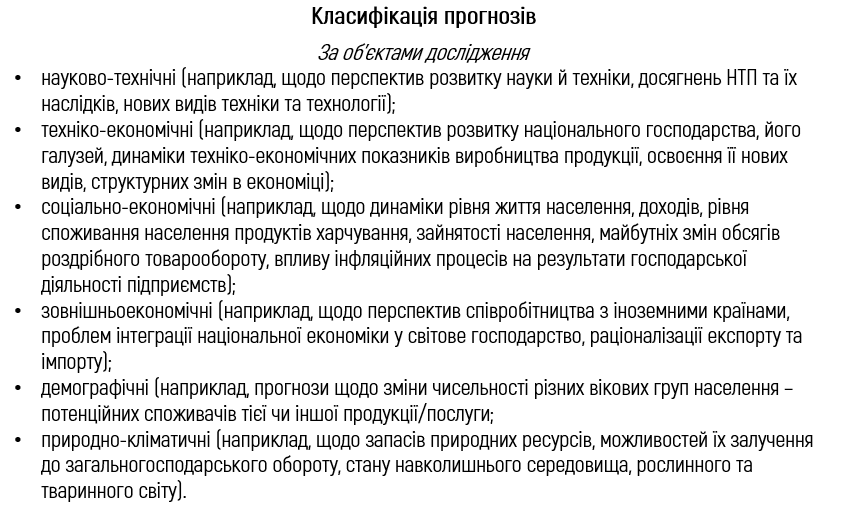 Класифікація прогнозів
За об'єктами дослідження
• науково-технічні (наприклад, щодо перспектив розвитку науки й техніки, досягнень НТП та їх
наслідків, нових видів техніки та технології);
• техніко-економічні (наприклад, щодо перспектив розвитку національного господарства, його
галузей, динаміки техніко-економічних показників виробництва продукції, освоєння її нових
видів, структурних змін в економіці);
• соціально-економічні (наприклад, щодо динаміки рівня життя населення, доходів, рівня
споживання населення продуктів харчування, зайнятості населення, майбутніх змін обсягів
роздрібного товарообороту, впливу інфляційних процесів на результати господарської
діяльності підприємств);
• зовнішньоекономічні (наприклад, щодо перспектив співробітництва з іноземними країнами,
проблем інтеграції національної економіки у світове господарство, раціоналізації експорту та
імпорту);
• демографічні (наприклад, прогнози щодо зміни чисельності різних вікових груп населення –
потенційних споживачів тієї чи іншої продукції/послуги;
• природно-кліматичні (наприклад, щодо запасів природних ресурсів, можливостей їх залучення
до загальногосподарського обороту, стану навколишнього середовища, рослинного та
тваринного світу).